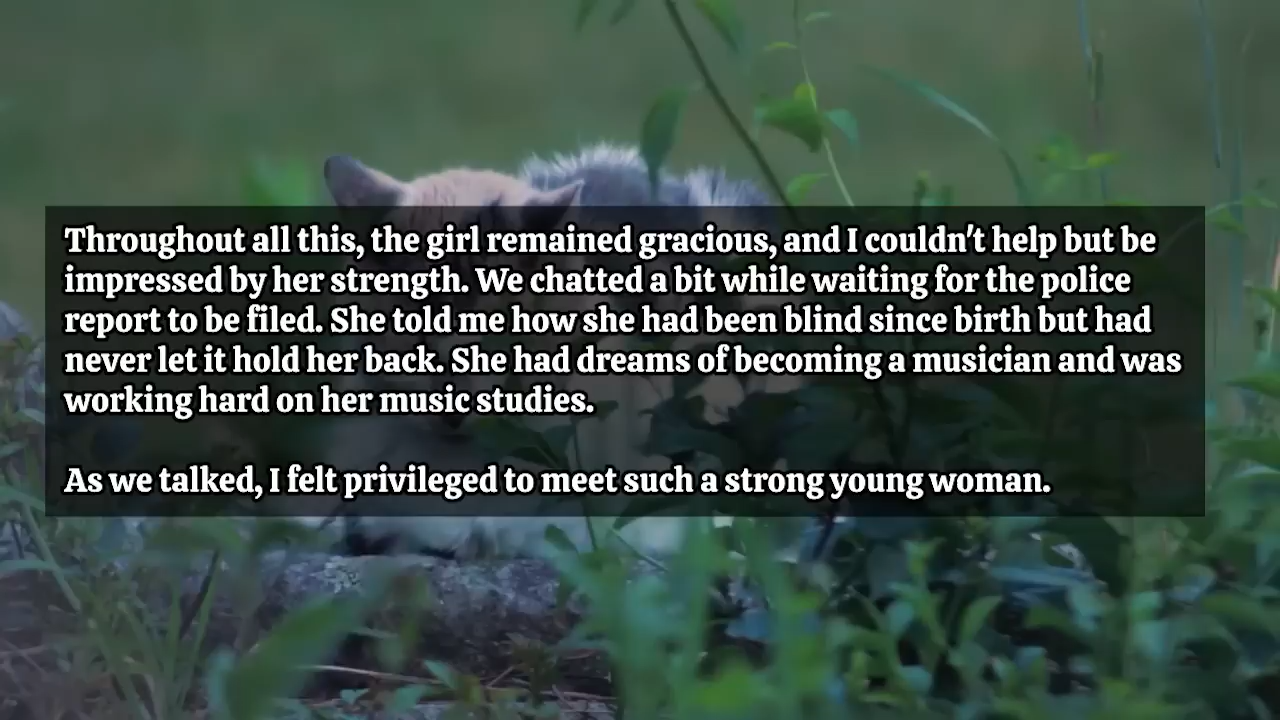 Throughout all this, the girl remained gracious, and I couldn't help but be
impressed by her strength. We chatted a bit while waiting for the police
report to be filed. She told me how she had been blind since birth but had
never let it hold her back. She had dreams of becoming a musician and was
working hard on her music studies.
As we talked, I felt privileged to meet such a strong young woman.